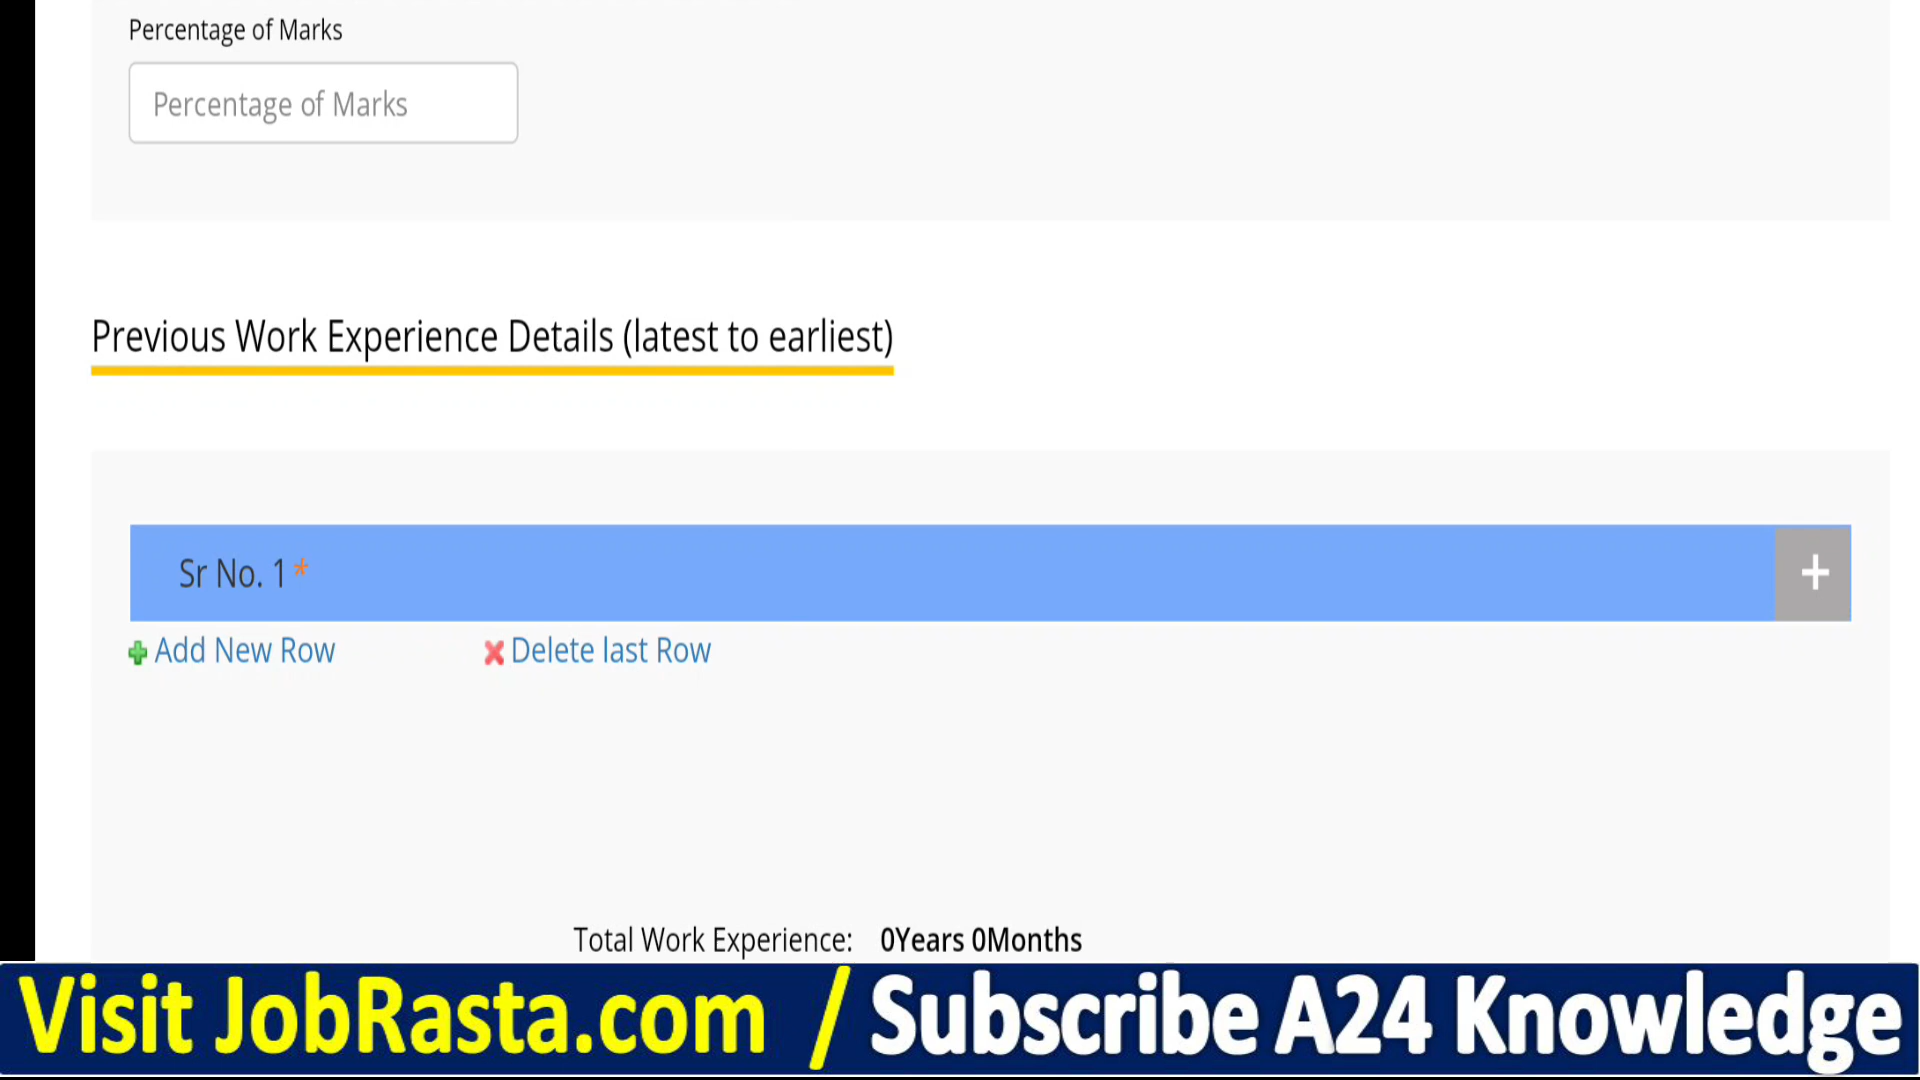 Percentage of Marks
Percentage of Marks
Previous Work Experience Details (latest to earliest)
Sr No. 1 * +
Add New Row Delete last Row
Total Work Experience: 0Years 0Months
Visit JobRasta.com / Subscribe A24 Knowledge